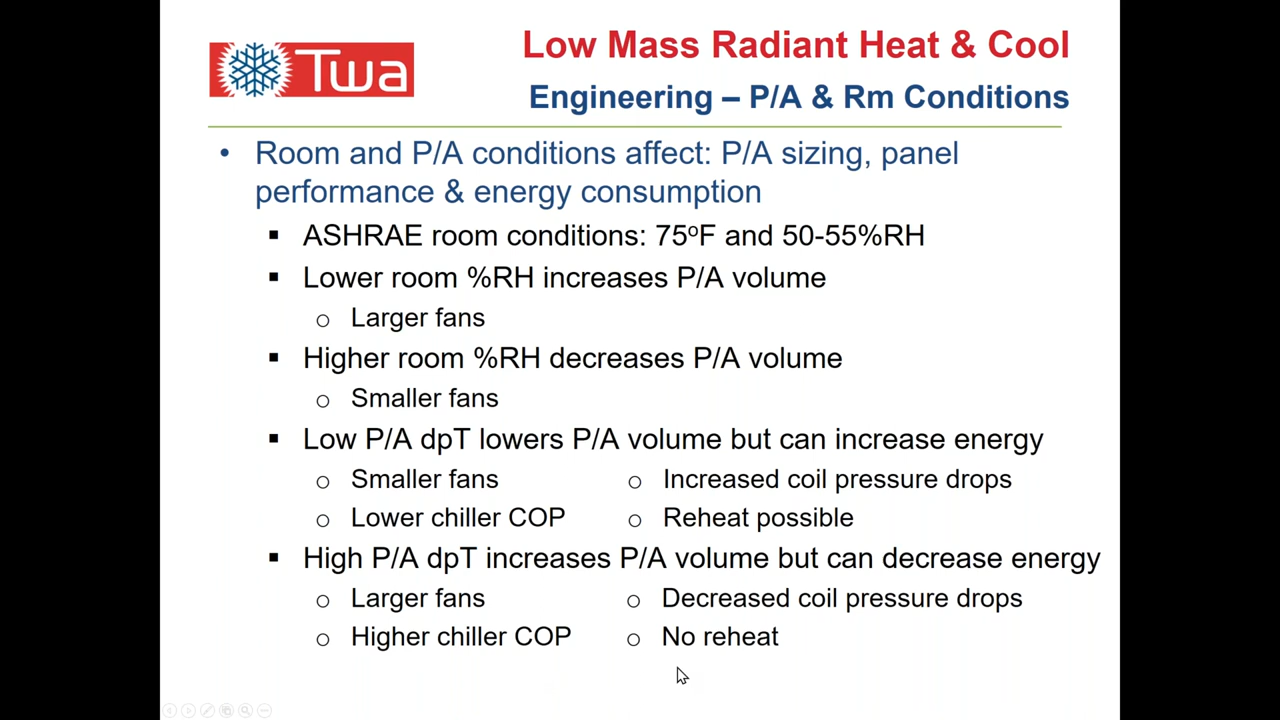 Twa
Low Mass Radiant Heat & Cool
Engineering – P/A & Rm Conditions
• Room and P/A conditions affect: P/A sizing, panel
performance & energy consumption
▪ ASHRAE room conditions: 75ºF and 50-55%RH
▪ Lower room %RH increases P/A volume
o Larger fans
▪ Higher room %RH decreases P/A volume
o Smaller fans
▪ Low P/A dpT lowers P/A volume but can increase energy
o Smaller fans o Increased coil pressure drops
o Lower chiller COP o Reheat possible
▪ High P/A dpT increases P/A volume but can decrease energy
o Larger fans o Decreased coil pressure drops
o Higher chiller COP o No reheat